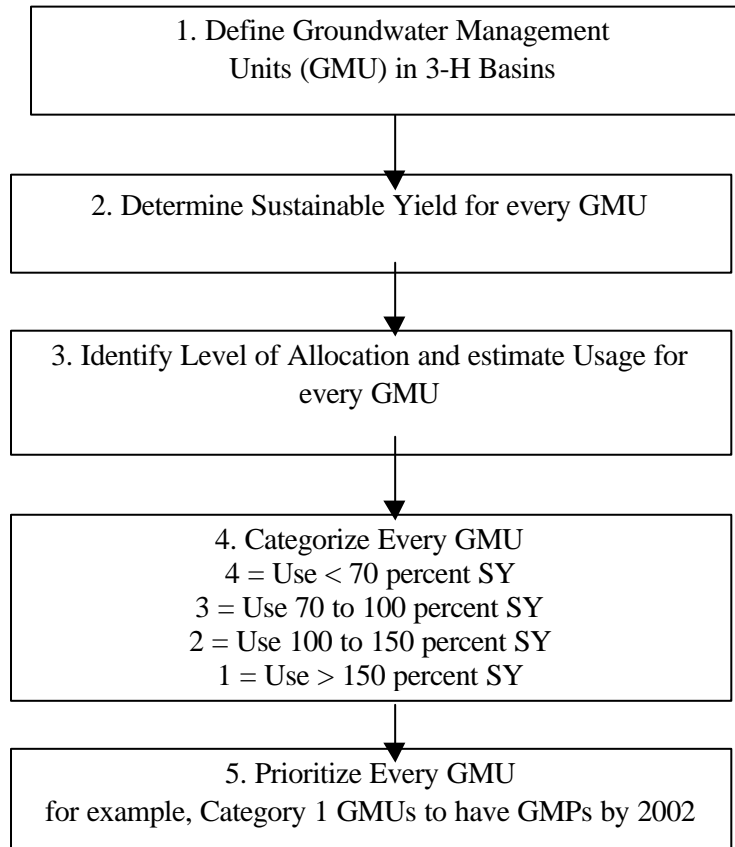 1. Define Groundwater Management
Units (GMU) in 3-H Basins
2. Determine Sustainable Yield for every GMU
3. Identify Level of Allocation and estimate Usage for
every GMU
4. Categorize Every GMU
4 = Use < 70 percent SY
3 = Use 70 to 100 percent SY
2 = Use 100 to 150 percent SY
1 = Use > 150 percent SY
5. Prioritize Every GMU
for example, Category 1 GMUs to have GMPs by 2002